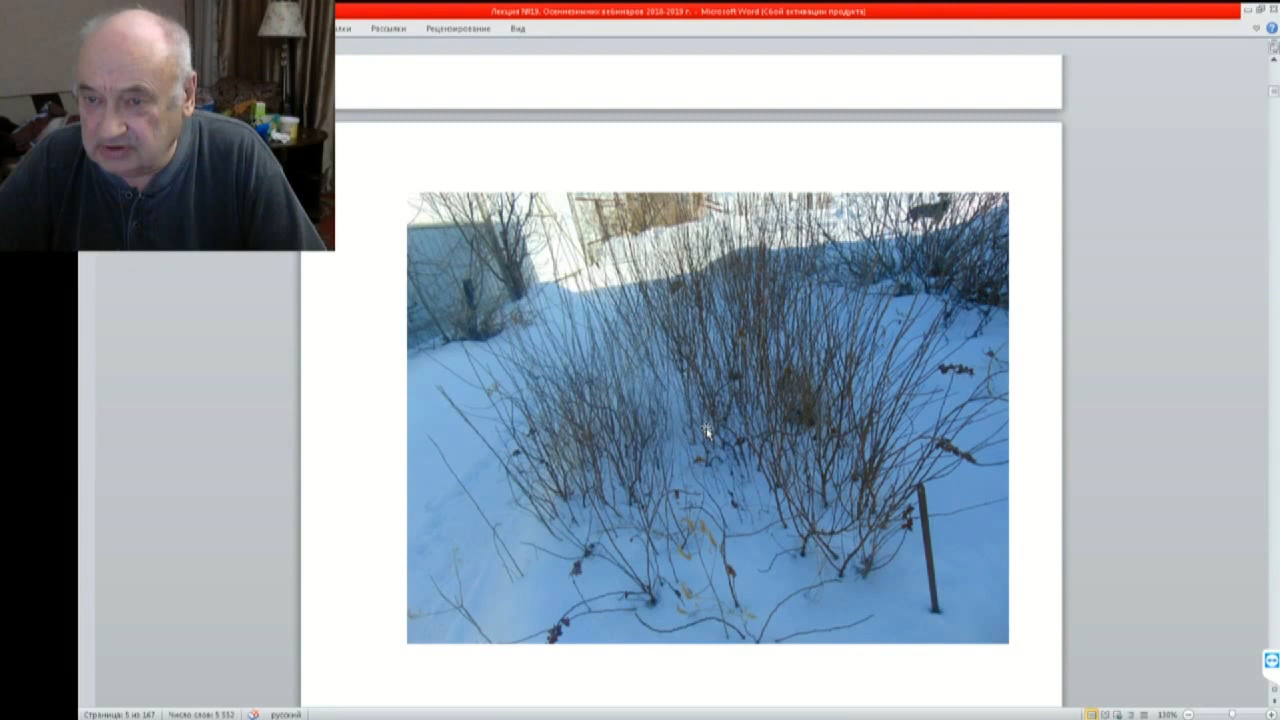 Лекция №19. Осеннезимних вебинаров 2018-2019 г. - Microsoft Word (Сбой активации продукта)
Рассылки Рецензирование Вид
Страница: 5 из 167 Число слов: 5 552 русский 130%